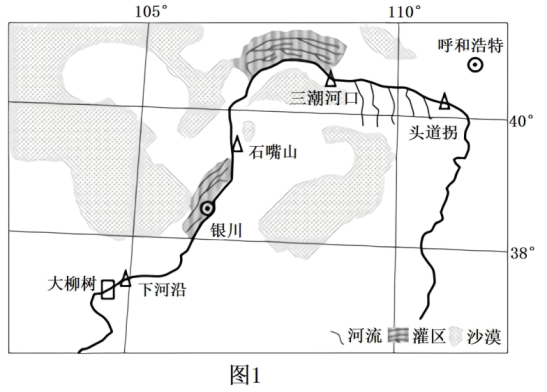 105°
110°
呼和浩特
三潮河口
头道拐
40°
石嘴山
银川
38°
大柳树
下河沿
河流 灌区 沙漠
图1